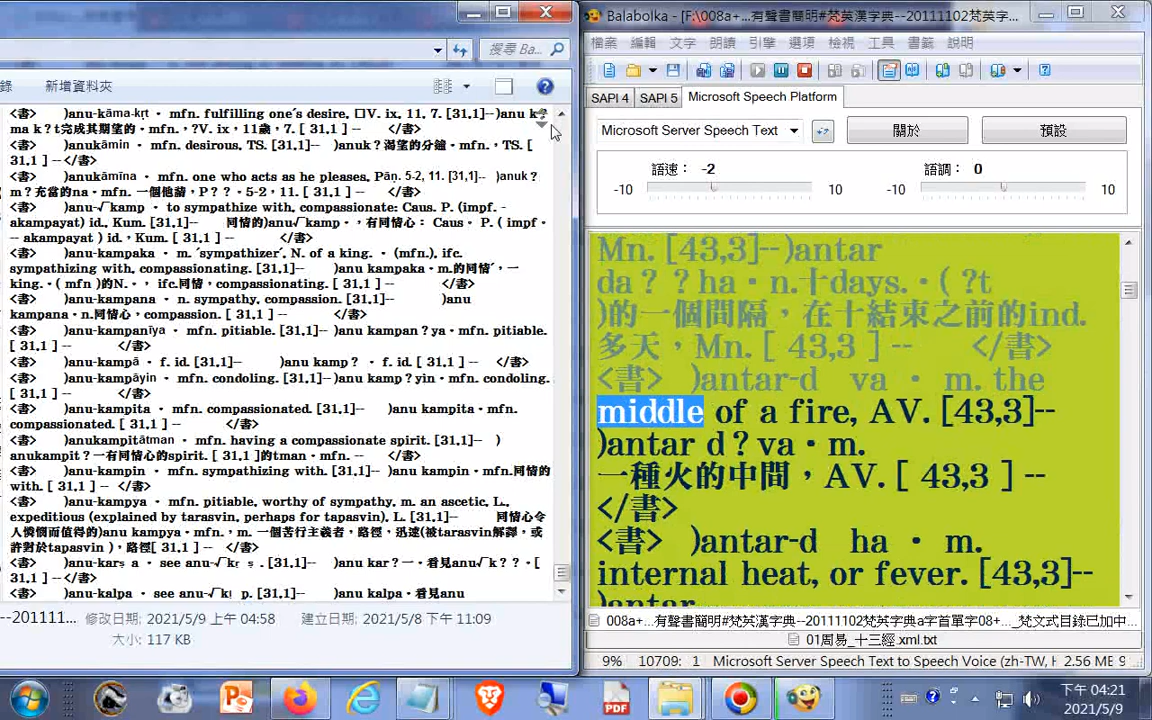 搜尋 Ba...
錄 新增資料夾
<書> )anu-kāma-kṛt ・ mfn. fulfilling one's desire, □V. ix, 11, 7. [31,1]--)anu k
ma k？t完成其期望的・mfn.，?V. ix，11歲，7. [ 31,1 ]-- </書>
<書> )anukāmin ・ mfn. desirous, TS. [31,1]-- )anuk？渴望的分鐘・mfn.，TS. [
31,1 ]-- </書>
<書> )anukāmīna ・ mfn. one who acts as he pleases, Pāṇ. 5-2, 11. [31,1]--)anuk？
m？充當的na・mfn. 一個他請，P？？・5-2，11. [ 31,1 ]-- </書>
<書> )anu-√kamp ・ to sympathize with, compassionate: Caus. P. (impf. -
akampayat) id., Kum. [31,1]-- 同情的)anu√kamp・，有同情心： Caus・ P. ( impf・
-- akampayat ) id.，Kum. [ 31,1 ]-- </書>
<書> )anu-kampaka ・ m. 'sympathizer', N. of a king. ・ (mfn.), ifc.
sympathizing with, compassionating. [31,1]-- )anu kampaka・m.的同情´，一
king.・( mfn )的N.・， ifc.同情，compassionating. [ 31,1 ]-- </書>
<書> )anu-kampana ・ n. sympathy, compassion. [31,1]-- )anu
kampana・n.同情心，compassion. [ 31,1 ]-- </書>
<書> )anu-kampanīya ・ mfn. pitiable. [31,1]-- )anu kampan？ya・mfn. pitiable.
[ 31,1 ]-- </書>
<書> )anu-kampā ・ f. id. [31,1]-- )anu kamp？ ・ f. id. [ 31,1 ]-- </書>
<書> )anu-kampāyin ・ mfn. condoling. [31,1]-- )anu kamp？yin・mfn. condoling.
[ 31,1 ]-- </書>
<書> )anu-kampita ・ mfn. compassionated. [31,1]-- )anu kampita・mfn.
compassionated. [ 31,1 ]-- </書>
<書> )anukampitātman ・ mfn. having a compassionate spirit. [31,1]-- )
anukampit？一有同情心的spirit. [ 31,1 ]的tman・mfn.-- </書>
<書> )anu-kampin ・ mfn. sympathizing with. [31,1]-- )anu kampin・mfn.同情的
with. [ 31,1 ]-- </書>
<書> )anu-kampya ・ mfn. pitiable, worthy of sympathy, m. an ascetic, L.,
expeditious (explained by tarasvin, perhaps for tapasvin), L. [31,1]-- 同情心令
人憐憫而值得的)anu kampya・mfn.，m. 一個苦行主義者，路徑，迅速(被tarasvin解譯，或
許對於tapasvin )，路徑[ 31,1 ]-- </書>
<書> )anu-karṣ a ・ see anu-√kṛ ṣ . [31,1]-- )anu kar？一・看見anu√k？？・[
31,1 ]-- </書>
<書> )anu-kalpa ・ see anu-√kḷ p. [31,1]-- )anu kalpa・看見anu
--201111... 修改日期: 2021/5/9 上午 04:58 建立日期: 2021/5/8 下午 11:09
大小: 117 KB
Balabolka - [F:\008a+...有聲書簡明#梵英漢字典--20111102梵英字...
檔案 編輯 文字 朗讀 引擎 選項 檢視 工具 書籤 說明
SAPI 4 SAPI 5 Microsoft Speech Platform
Microsoft Server Speech Text 關於 預設
語速： -2 語調： 0
-10 10 -10 10
Mn. [43,3]--)antar
da？？ha・n.十days.・( ?t
)的一個間隔，在十結束之前的ind.
多天，Mn. [ 43,3 ]-- </書>
<書> )antar-d va ・ m. the
middle of a fire, AV. [43,3]--
)antar d？va・m.
一種火的中間，AV. [ 43,3 ]--
</書>
<書> )antar-d ha ・ m.
internal heat, or fever. [43,3]--
)antar
008a+...有聲書簡明#梵英漢字典--20111102梵英字典a字首單字08+..._梵文式目錄已加中...
01周易_十三經.xml.txt
9% 10709: 1 Microsoft Server Speech Text to Speech Voice (zh-TW, H 2.56 MB 9
下午 04:21
2021/5/9